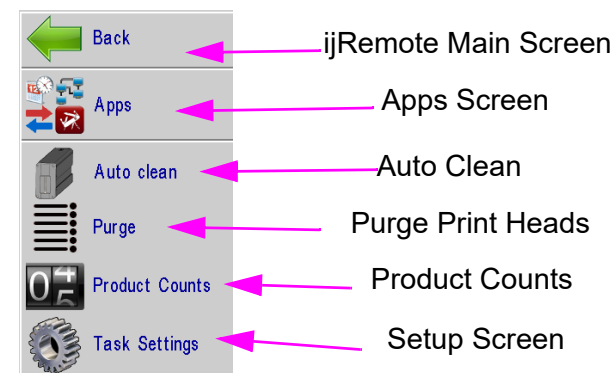 Back
ijRemote Main Screen
Apps
Apps Screen
Auto clean
Auto Clean
Purge
Purge Print Heads
Product Counts
Product Counts
Task Settings
Setup Screen